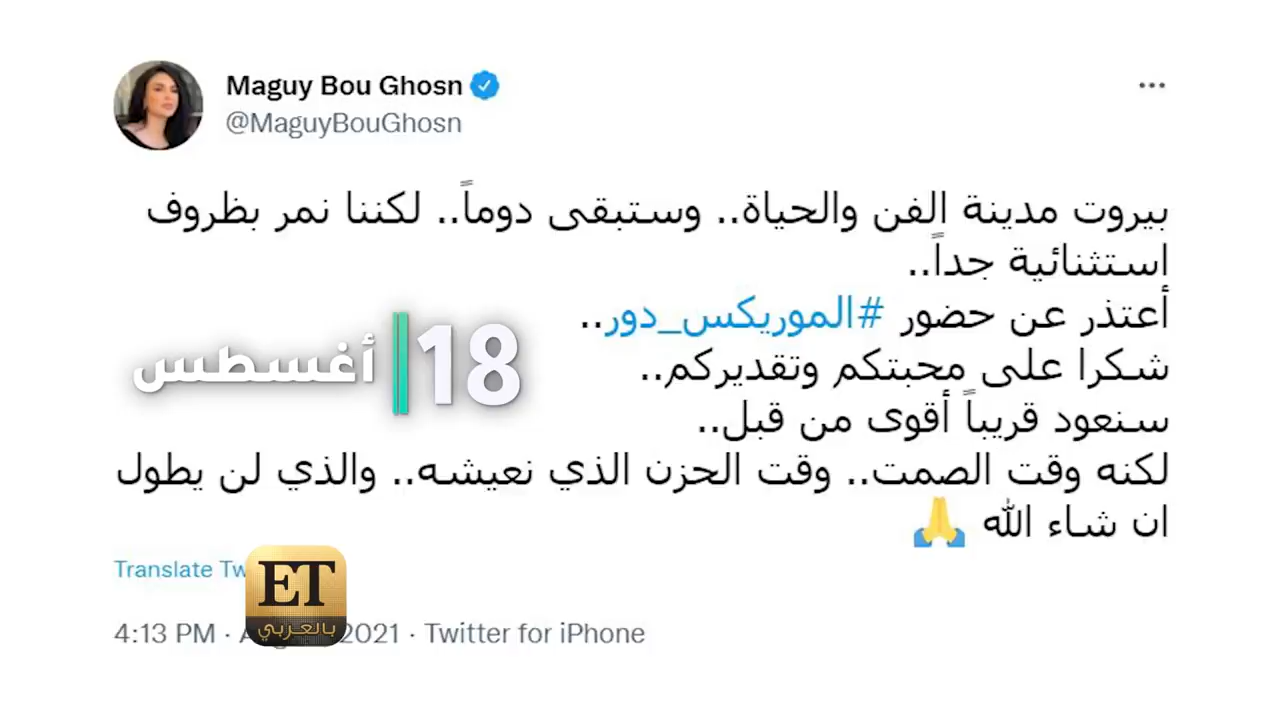 Maguy Bou Ghosn
@MaguyBouGhosn
بيروت مدينة الفن والحياة.. وستبقى دوماً.. لكننا نمر بظروف
استثنائية جداً..
أعتذر عن حضور #الموريكس_دور..
شكرا على محبتكم وتقديركم..
سنعود قريباً أقوى من قبل..
لكنه وقت الصمت.. وقت الحزن الذي نعيشه.. والذي لن يطول
ان شاء الله 🙏
18 أغسطس
Translate
ET
بالعربي
4:13 PM · 2021 · Twitter for iPhone